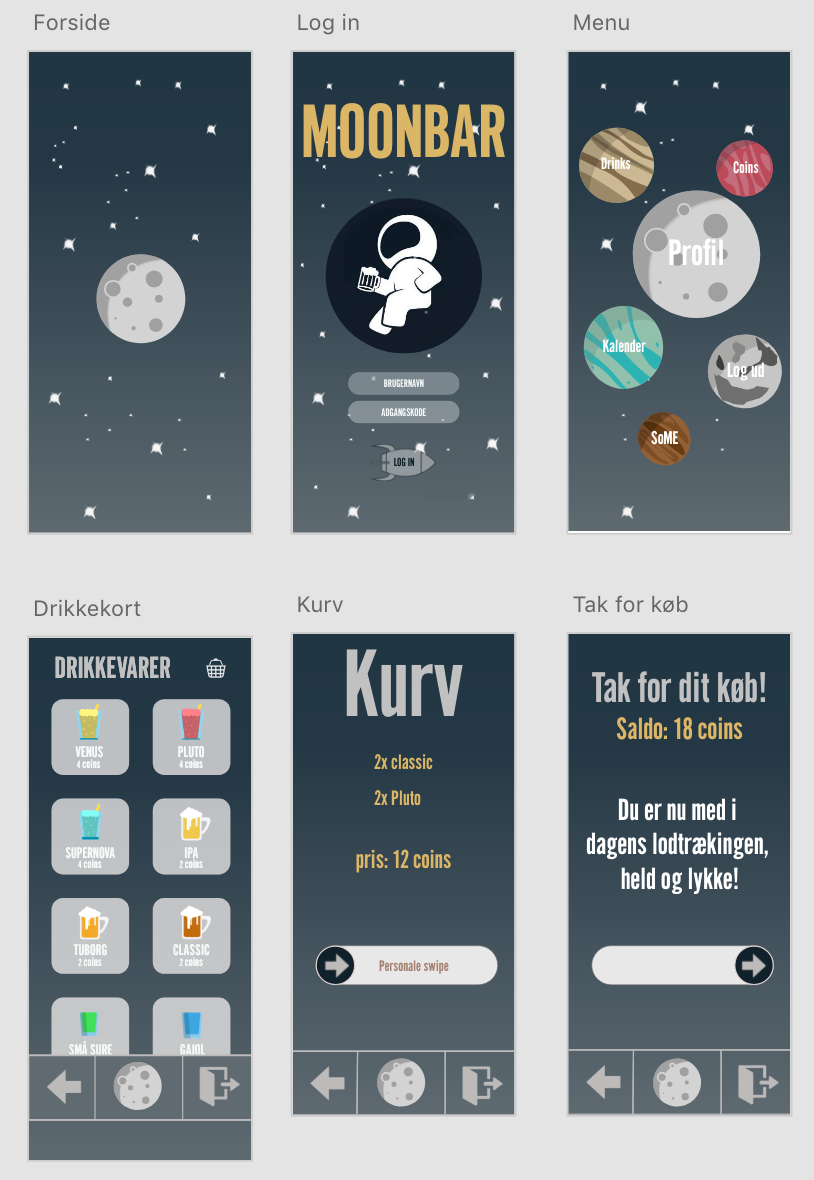 Forside
Log in
Menu
MOONBAR
BRUGERNAVN
ADGANGSKODE
LOG IN
Drinks
Coins
Profil
Kalender
Log ud
SoME
Drikkekort
Kurv
Tak for køb
DRIKKEVARER
VENUS
4 coins
PLUTO
4 coins
SUPERNOVA
4 coins
IPA
2 coins
TUBORG
2 coins
CLASSIC
2 coins
SMÅ SURE
GAJOL
Kurv
2x classic
2x Pluto
pris: 12 coins
Personale swipe
Tak for dit køb!
Saldo: 18 coins
Du er nu med i
dagens lodtrækingen,
held og lykke!